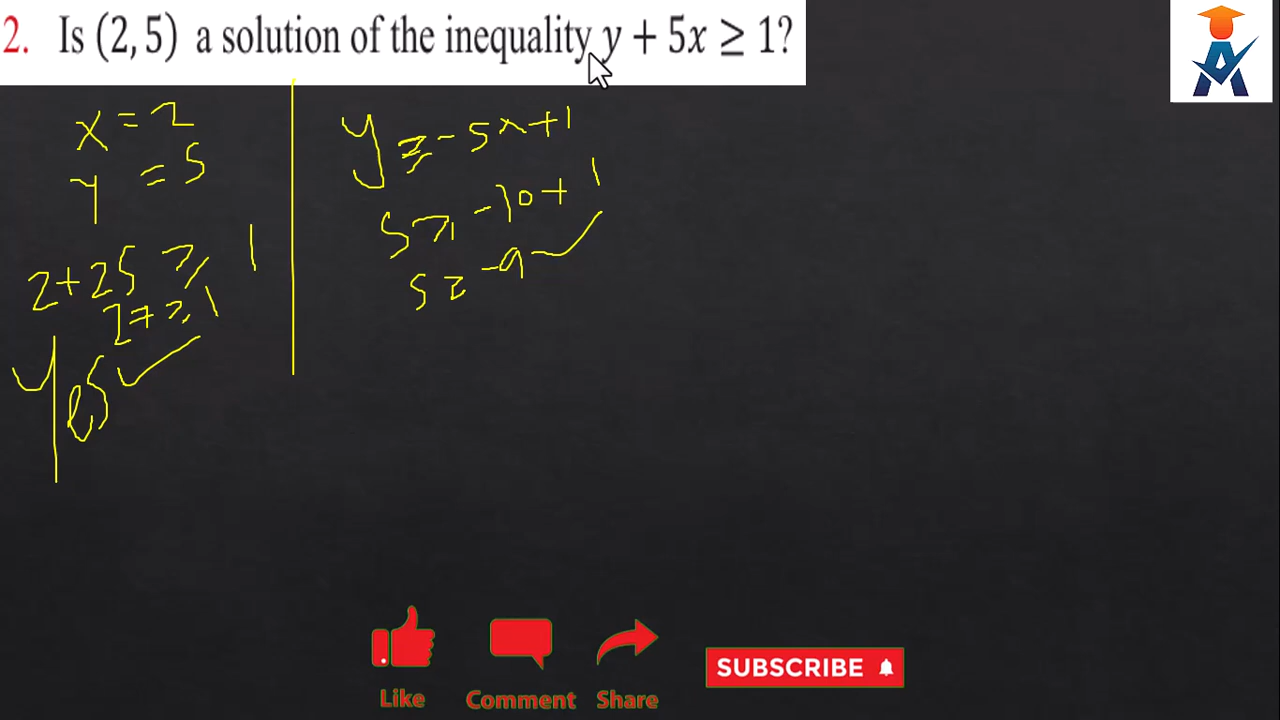 2. Is (2, 5) a solution of the inequality y + 5x ≥ 1?
x = 2
y = 5
2+25 ≥ 1
27 ≥ 1
Yes ✓
y ≥ -5x+1
5 ≥ -10+1
5 ≥ -9 ✓
Like
Comment
Share
SUBSCRIBE